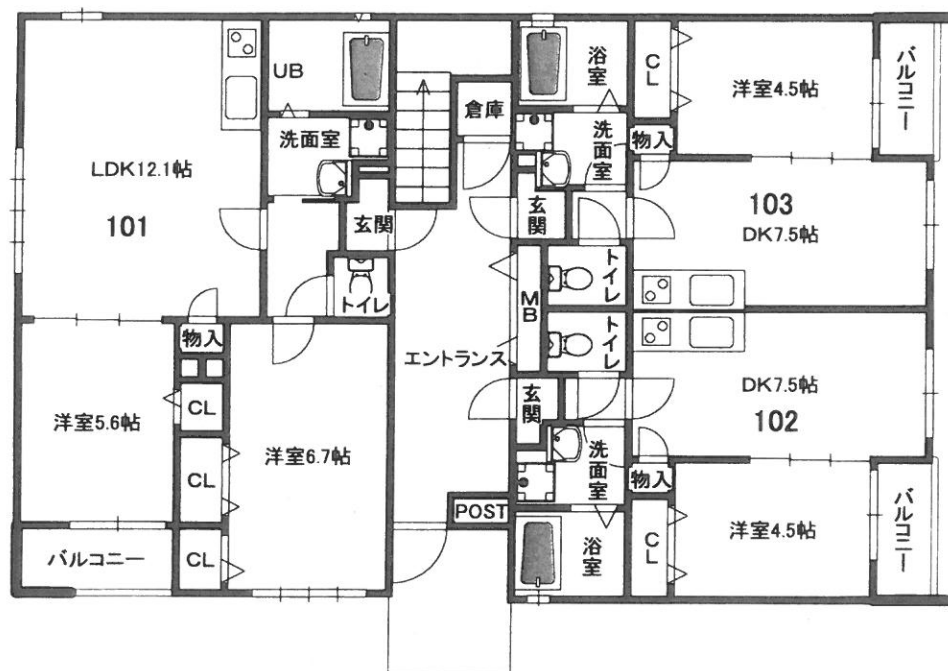 LDK12.1帖
101
UB
洗面室
玄関
トイレ
物入
CL
洋室5.6帖
CL
CL
洋室6.7帖
バルコニー
倉庫
エントランス
MB
POST
浴室
洗面室
玄関
トイレ
CL
物入
洋室4.5帖
バルコニー
103
DK7.5帖
トイレ
玄関
DK7.5帖
102
洗面室
浴室
物入
CL
洋室4.5帖
バルコニー